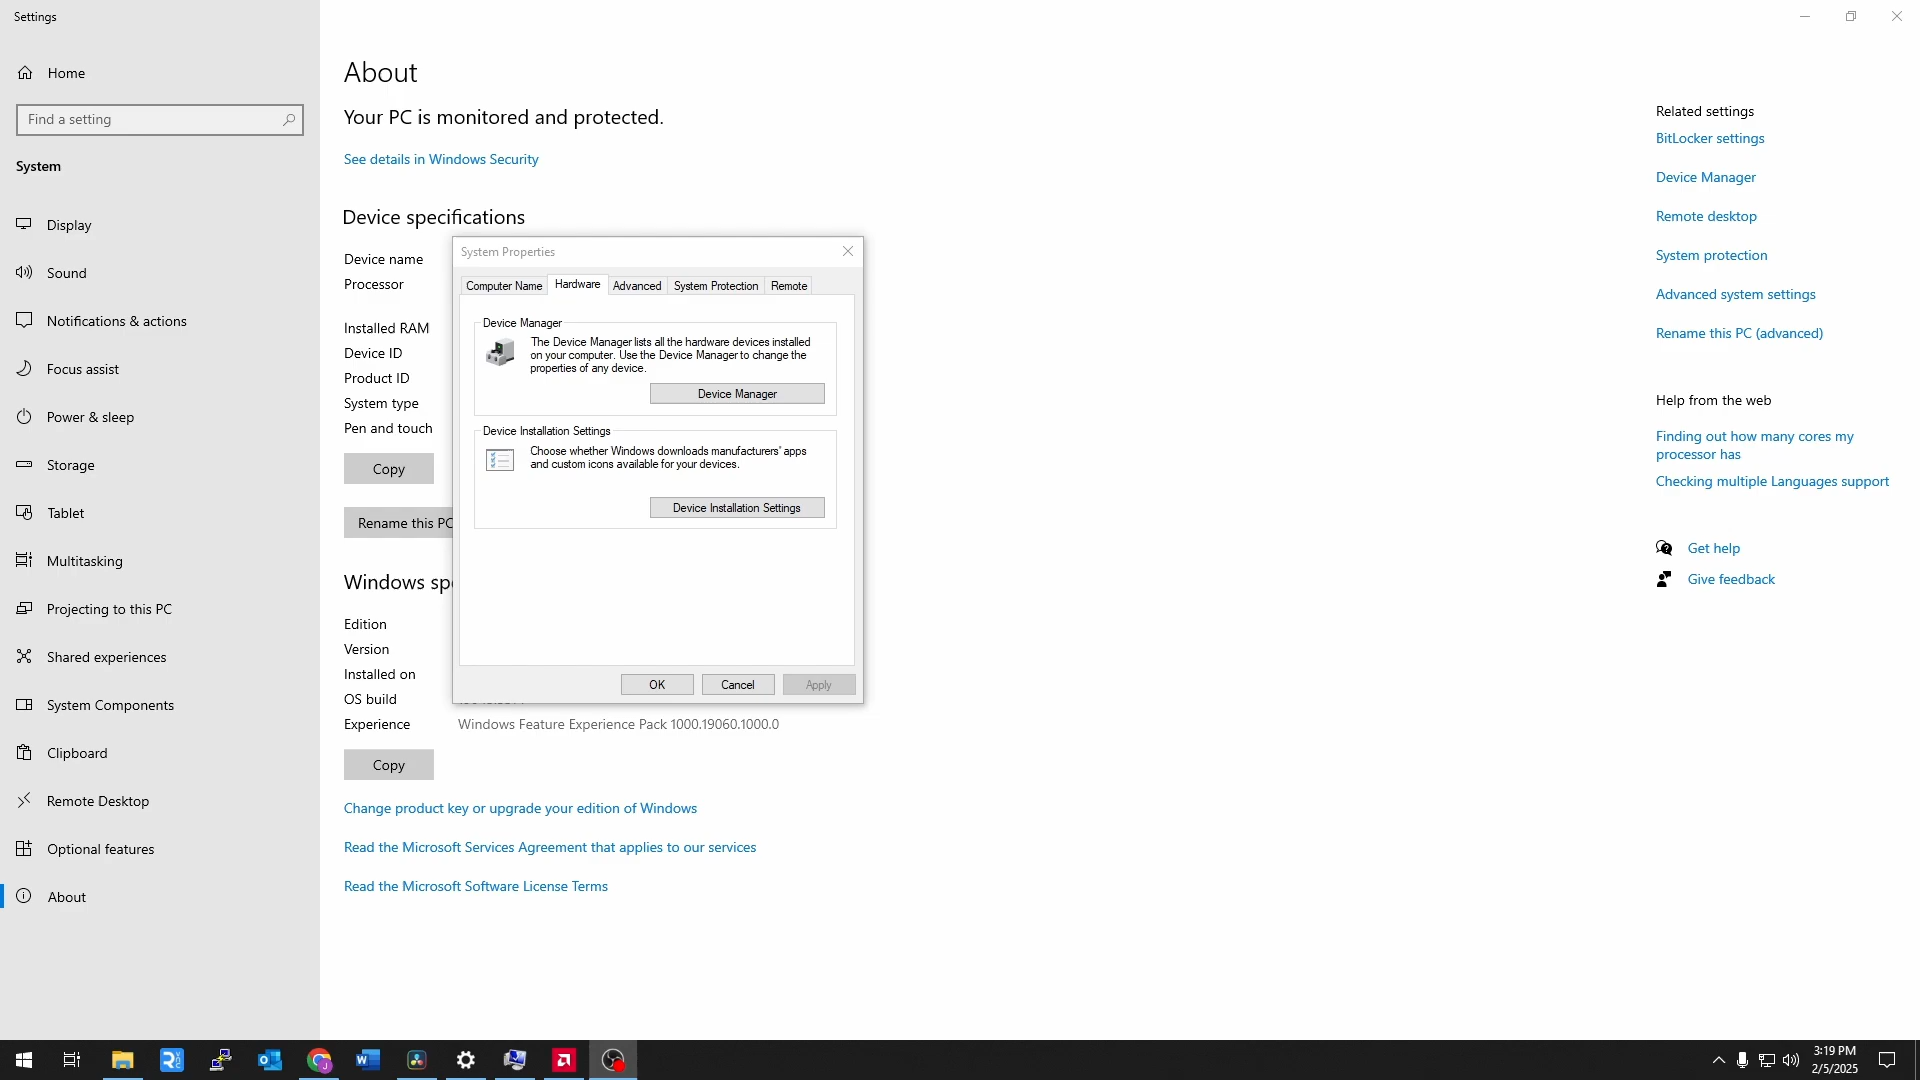 Settings
Home
Find a setting
System
Display
Sound
Notifications & actions
Focus assist
Power & sleep
Storage
Tablet
Multitasking
Projecting to this PC
Shared experiences
System Components
Clipboard
Remote Desktop
Optional features
About
About
Your PC is monitored and protected.
See details in Windows Security
Device specifications
Device name
Processor
Installed RAM
Device ID
Product ID
System type
Pen and touch
Copy
Rename this PC
Windows spe
Edition
Version
Installed on
OS build
Experience Windows Feature Experience Pack 1000.19060.1000.0
Copy
Change product key or upgrade your edition of Windows
Read the Microsoft Services Agreement that applies to our services
Read the Microsoft Software License Terms
System Properties
Computer Name Hardware Advanced System Protection Remote
Device Manager
The Device Manager lists all the hardware devices installed
on your computer. Use the Device Manager to change the
properties of any device.
Device Manager
Device Installation Settings
Choose whether Windows downloads manufacturers' apps
and custom icons available for your devices.
Device Installation Settings
OK Cancel Apply
Related settings
BitLocker settings
Device Manager
Remote desktop
System protection
Advanced system settings
Rename this PC (advanced)
Help from the web
Finding out how many cores my
processor has
Checking multiple Languages support
Get help
Give feedback
3:19 PM
2/5/2025